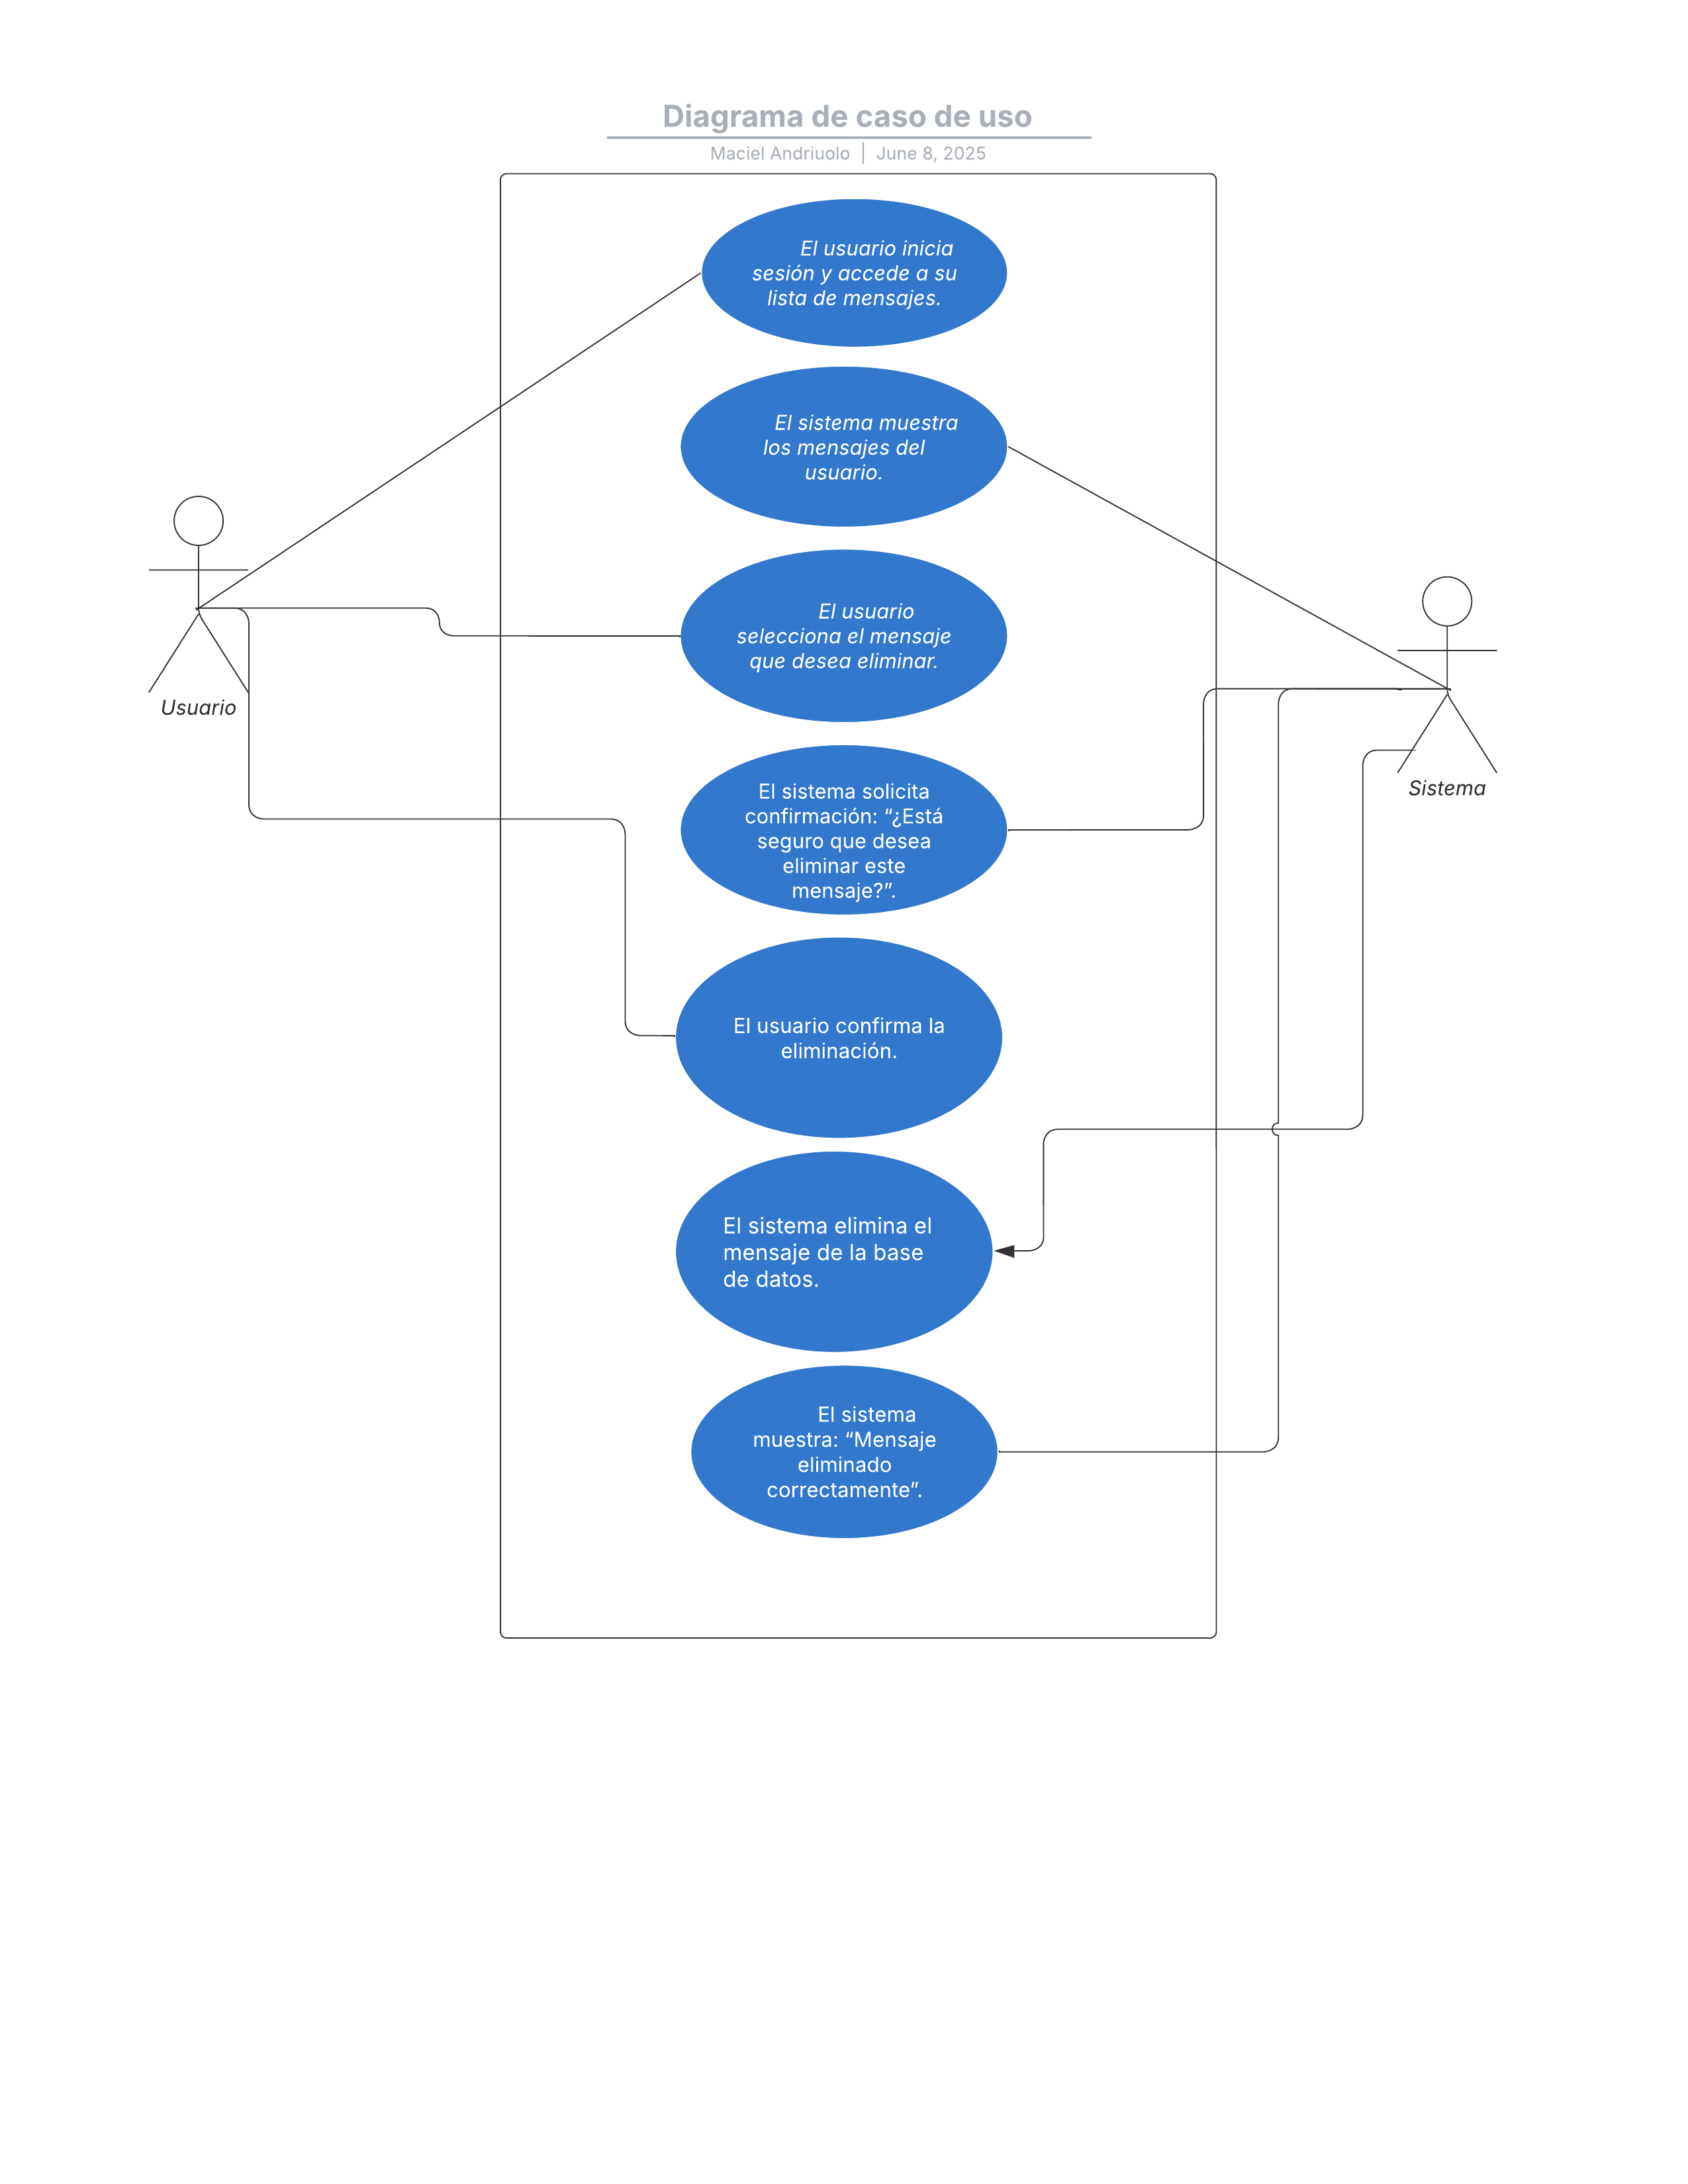 Diagrama de caso de uso
Maciel Andriuolo | June 8, 2025
El usuario inicia
sesión y accede a su
lista de mensajes.
El sistema muestra
los mensajes del
usuario.
El usuario
selecciona el mensaje
que desea eliminar.
Usuario
El sistema solicita
confirmación: “¿Está
seguro que desea
eliminar este
mensaje?”.
Sistema
El usuario confirma la
eliminación.
El sistema elimina el
mensaje de la base
de datos.
El sistema
muestra: “Mensaje
eliminado
correctamente”.